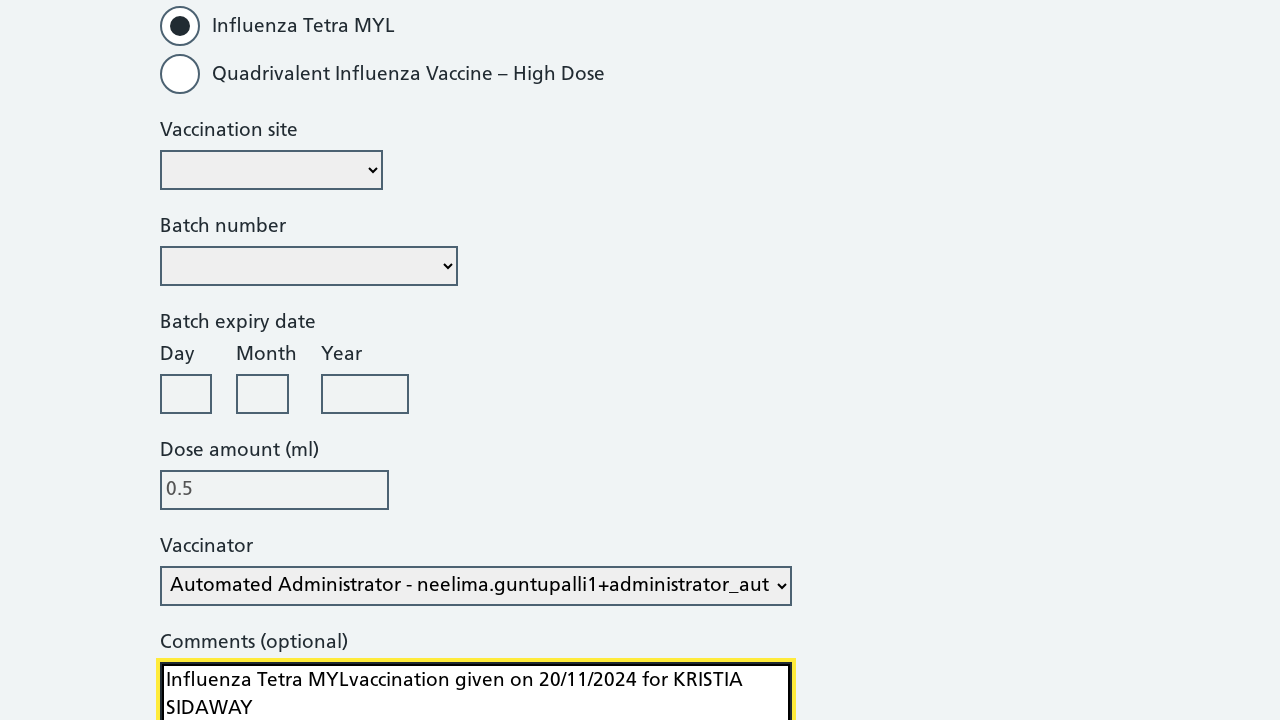 Influenza Tetra MYL
Quadrivalent Influenza Vaccine – High Dose
Vaccination site
Batch number
Batch expiry date
Day Month Year
Dose amount (ml)
0.5
Vaccinator
Automated Administrator - neelima.guntupalli1+administrator_aut
Comments (optional)
Influenza Tetra MYLvaccination given on 20/11/2024 for KRISTIA
SIDAWAY